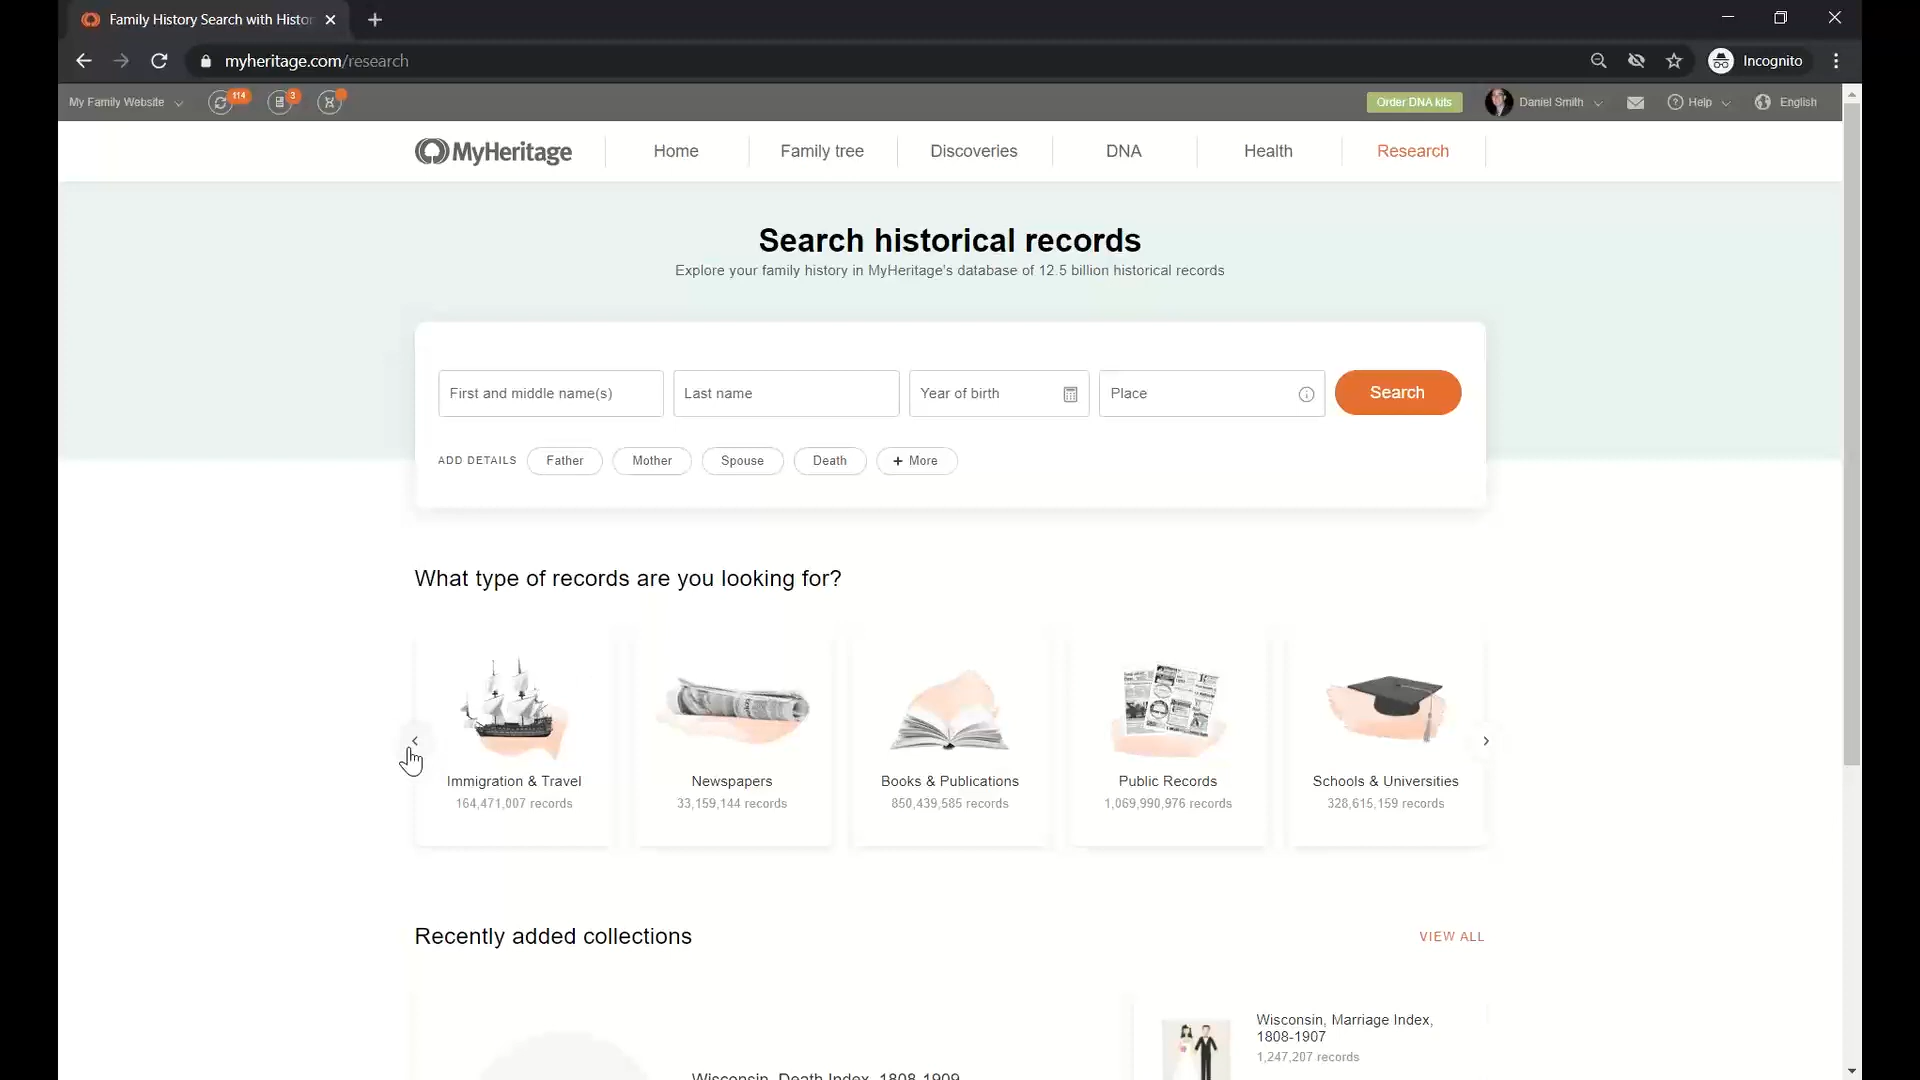 Family History Search with Histor
myheritage.com/research
Incognito
My Family Website
114
3
Order DNA kits
Daniel Smith
Help
English
MyHeritage
Home
Family tree
Discoveries
DNA
Health
Research
Search historical records
Explore your family history in MyHeritage's database of 12.5 billion historical records
First and middle name(s)
Last name
Year of birth
Place
Search
ADD DETAILS
Father
Mother
Spouse
Death
+ More
What type of records are you looking for?
Immigration & Travel
164,471,007 records
Newspapers
33,159,144 records
Books & Publications
850,439,585 records
Public Records
1,069,990,976 records
Schools & Universities
328,615,159 records
Recently added collections
VIEW ALL
Wisconsin, Death Index, 1808-1909
Wisconsin, Marriage Index,
1808-1907
1,247,207 records